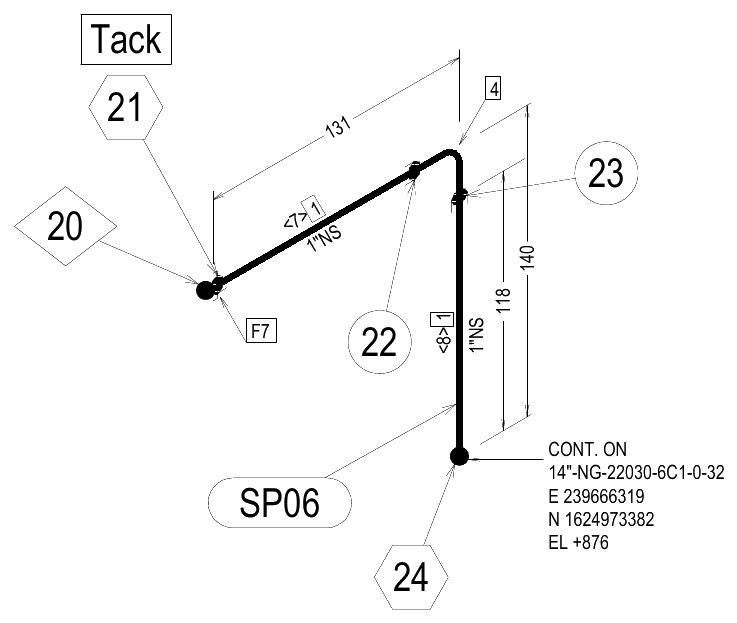 Tack
21
131
4
23
20
<7> 1
1"NS
140
118
F7
22
<8> 1
1"NS
SP06
CONT. ON
14"-NG-22030-6C1-0-32
E 239666319
N 1624973382
EL +876
24